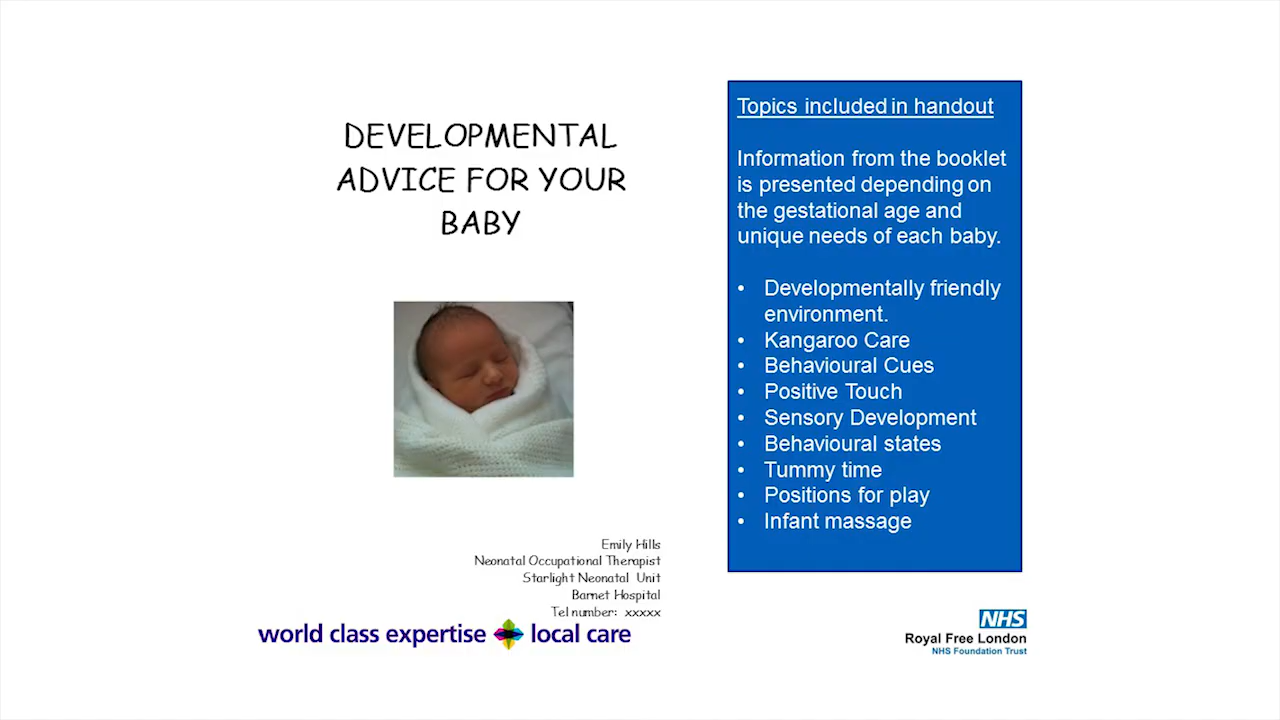 DEVELOPMENTAL
ADVICE FOR YOUR
BABY
Emily Hills
Neonatal Occupational Therapist
Starlight Neonatal Unit
Barnet Hospital
Tel number: xxxxx
world class expertise local care
Topics included in handout
Information from the booklet
is presented depending on
the gestational age and
unique needs of each baby.
• Developmentally friendly
environment.
• Kangaroo Care
• Behavioural Cues
• Positive Touch
• Sensory Development
• Behavioural states
• Tummy time
• Positions for play
• Infant massage
NHS
Royal Free London
NHS Foundation Trust